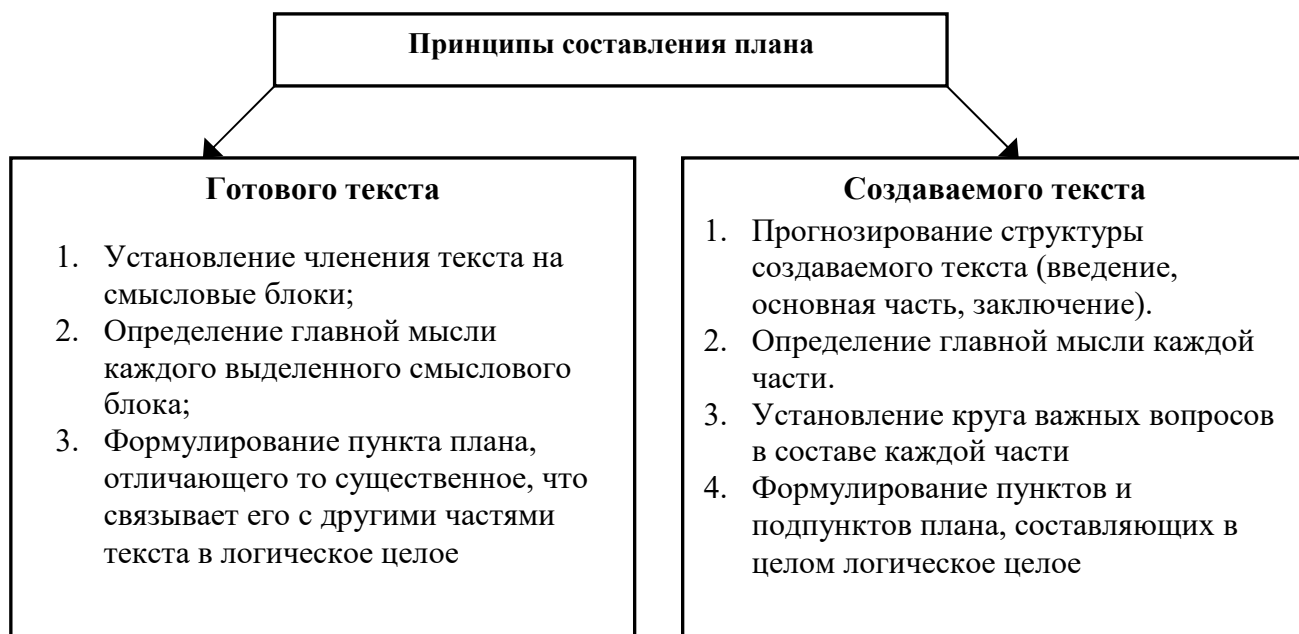 Принципы составления плана
Готового текста
1. Установление членения текста на
смысловые блоки;
2. Определение главной мысли
каждого выделенного смыслового
блока;
3. Формулирование пункта плана,
отличающего то существенное, что
связывает его с другими частями
текста в логическое целое
Создаваемого текста
1. Прогнозирование структуры
создаваемого текста (введение,
основная часть, заключение).
2. Определение главной мысли каждой
части.
3. Установление круга важных вопросов
в составе каждой части
4. Формулирование пунктов и
подпунктов плана, составляющих в
целом логическое целое